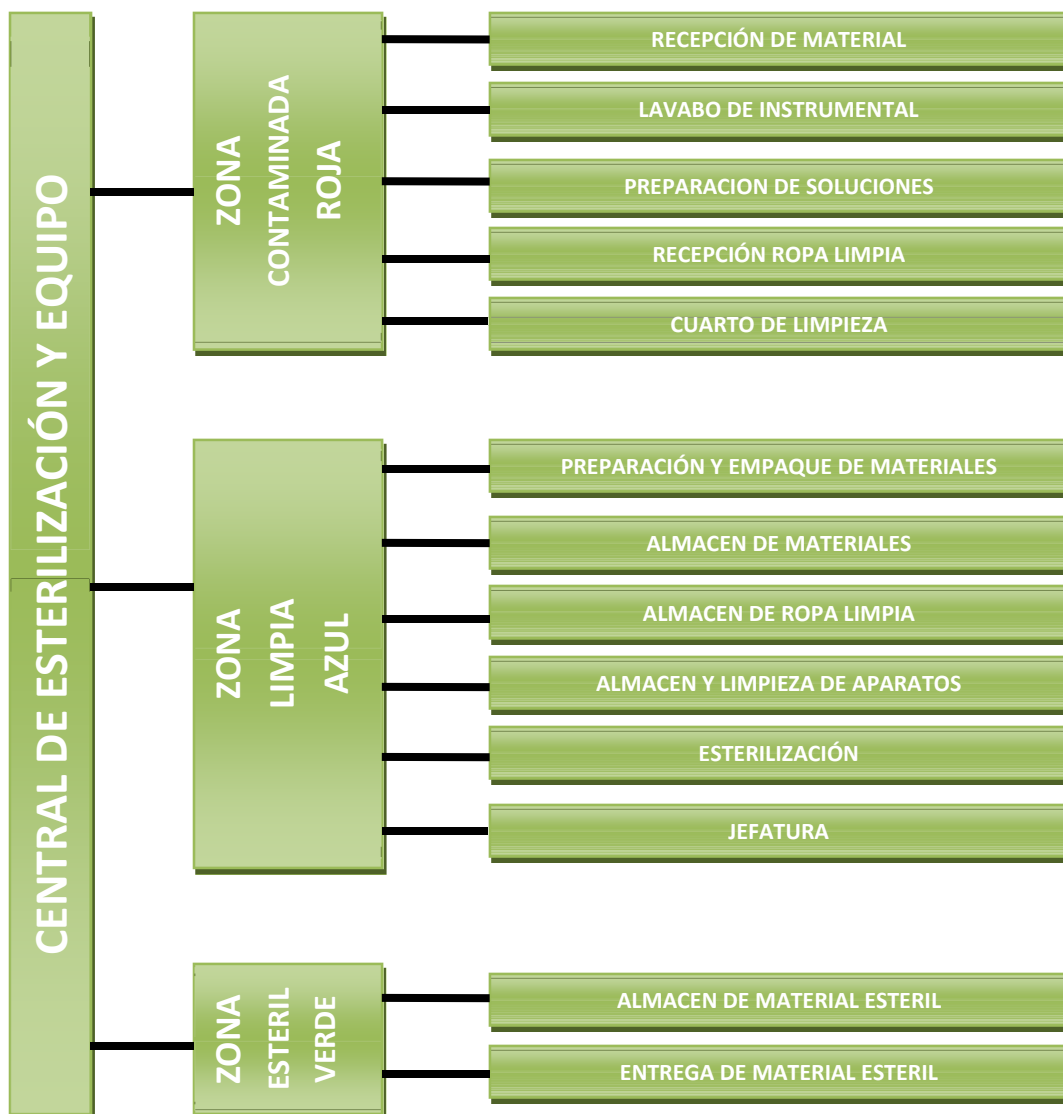 CENTRAL DE ESTERILIZACIÓN Y EQUIPO
ZONA
CONTAMINADA
ROJA
RECEPCIÓN DE MATERIAL
LAVABO DE INSTRUMENTAL
PREPARACION DE SOLUCIONES
RECEPCIÓN ROPA LIMPIA
CUARTO DE LIMPIEZA
ZONA
LIMPIA
AZUL
PREPARACIÓN Y EMPAQUE DE MATERIALES
ALMACEN DE MATERIALES
ALMACEN DE ROPA LIMPIA
ALMACEN Y LIMPIEZA DE APARATOS
ESTERILIZACIÓN
JEFATURA
ZONA
ESTERIL
VERDE
ALMACEN DE MATERIAL ESTERIL
ENTREGA DE MATERIAL ESTERIL